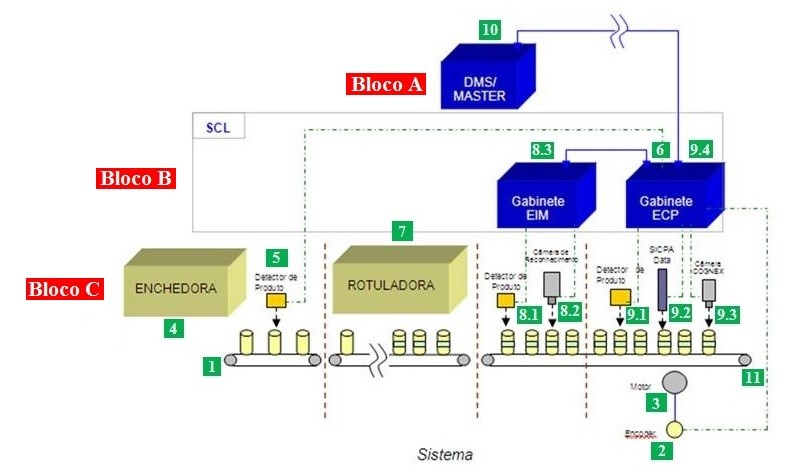 10
Bloco A
DMS/
MASTER
SCL
8.3
6
9.4
Bloco B
Gabinete
EIM
Gabinete
ECP
7
5
Bloco C
ENCHEDORA
Detector de
Produto
ROTULADORA
Detector de
Produto
Câmera de
Reconhecimento
Detector de
Produto
SICPA
Data
Câmera
COGNEX
4
8.1
8.2
9.1
9.2
9.3
1
11
Motor
3
Encoder
2
Sistema